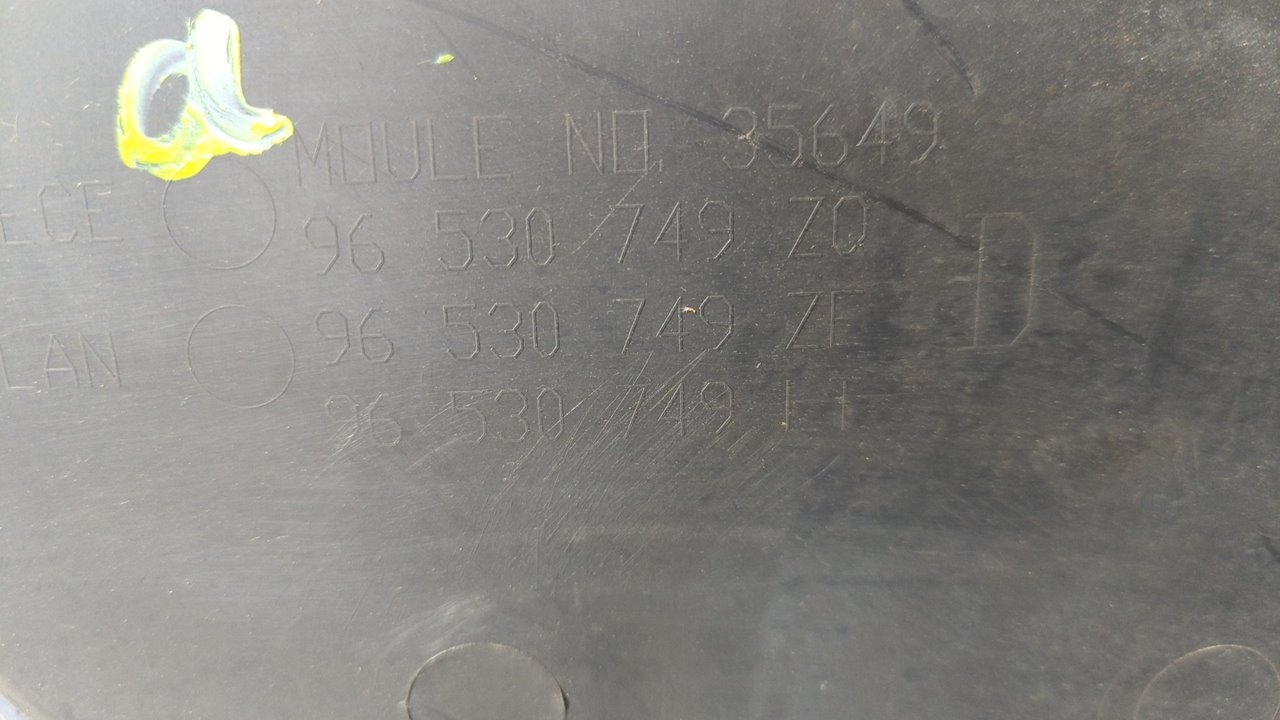 MOULE NO. 35649
ECE 96 530 749 ZQ
D
LAN 96 530 749 ZE
96 530 749